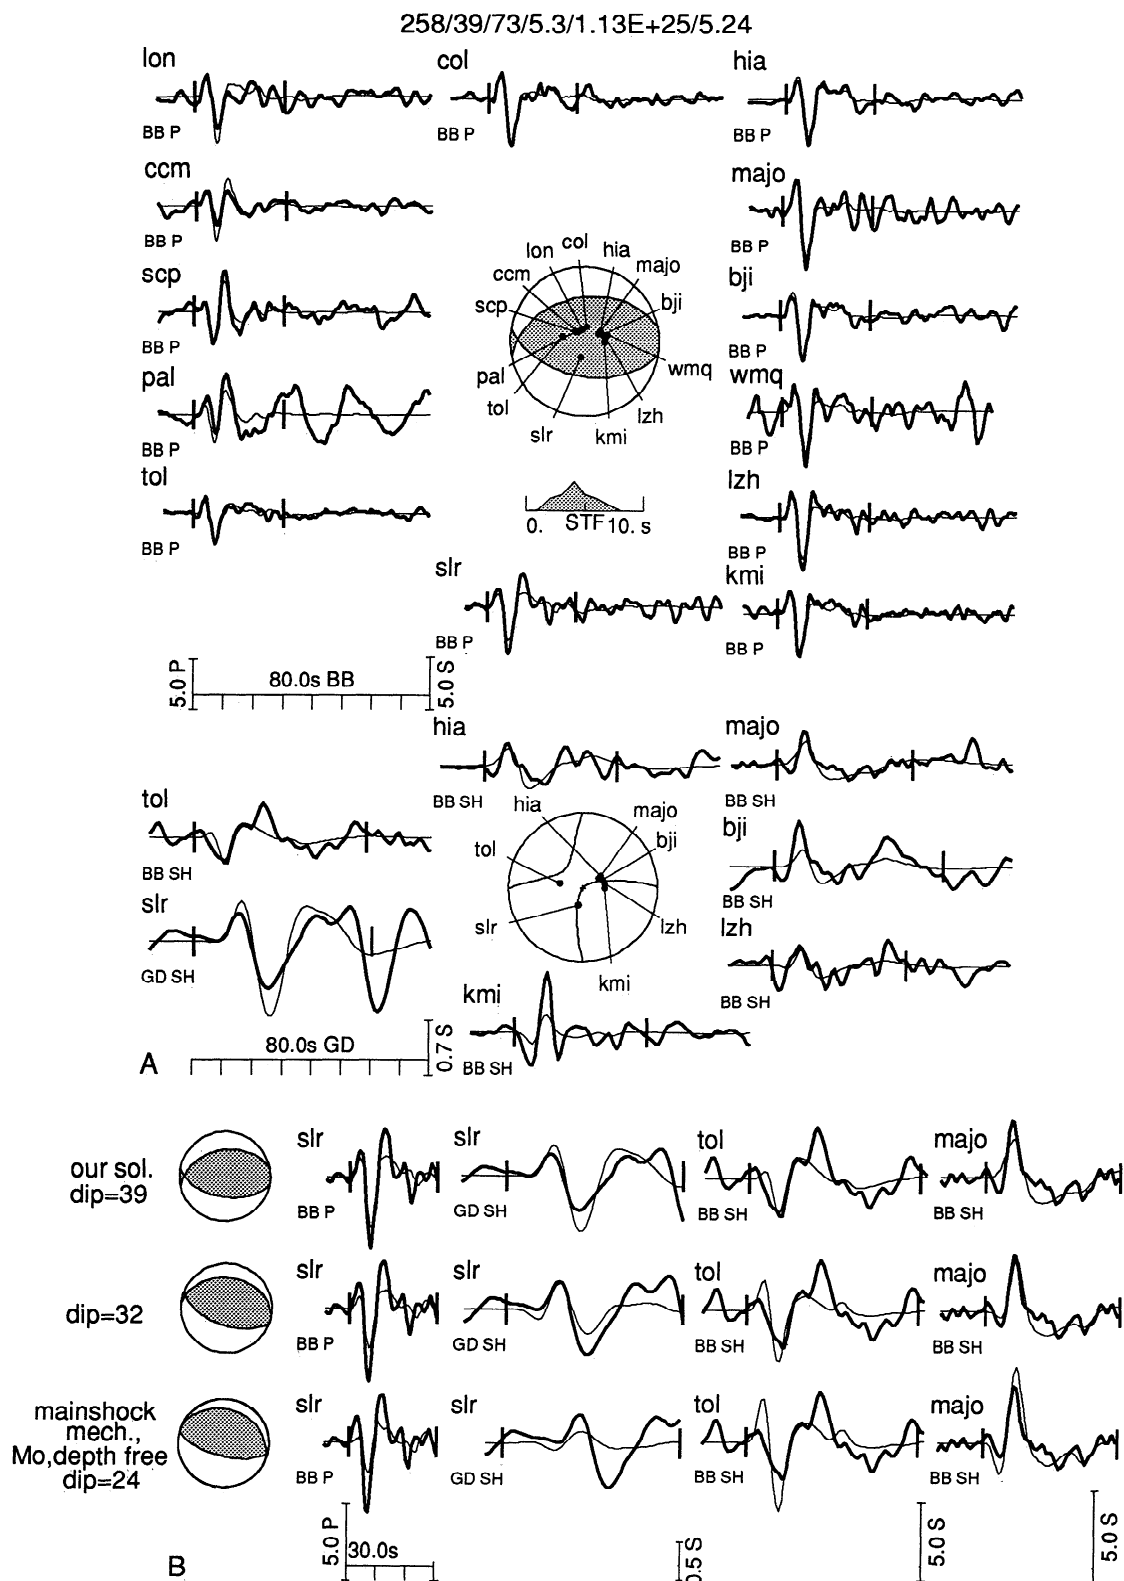 258/39/73/5.3/1.13E+25/5.24
lon
BB P
col
BB P
hia
BB P
ccm
BB P
majo
BB P
scp
BB P
bji
BB P
pal
BB P
wmq
BB P
tol
BB P
lzh
BB P
lon
col
hia
majo
ccm
bji
scp
wmq
pal
tol
lzh
slr
kmi
0.
STF
10. s
slr
BB P
kmi
BB P
5.0 P
80.0s BB
5.0 S
hia
BB SH
majo
BB SH
tol
BB SH
bji
BB SH
slr
GD SH
lzh
BB SH
hia
majo
bji
tol
slr
lzh
kmi
kmi
BB SH
80.0s GD
0.7 S
A
our sol.
dip=39
slr
BB P
slr
GD SH
tol
BB SH
majo
BB SH
dip=32
slr
BB P
slr
GD SH
tol
BB SH
majo
BB SH
mainshock
mech.,
Mo,depth free
dip=24
slr
BB P
slr
GD SH
tol
BB SH
majo
BB SH
5.0 P
30.0s
0.5 S
5.0 S
5.0 S
B